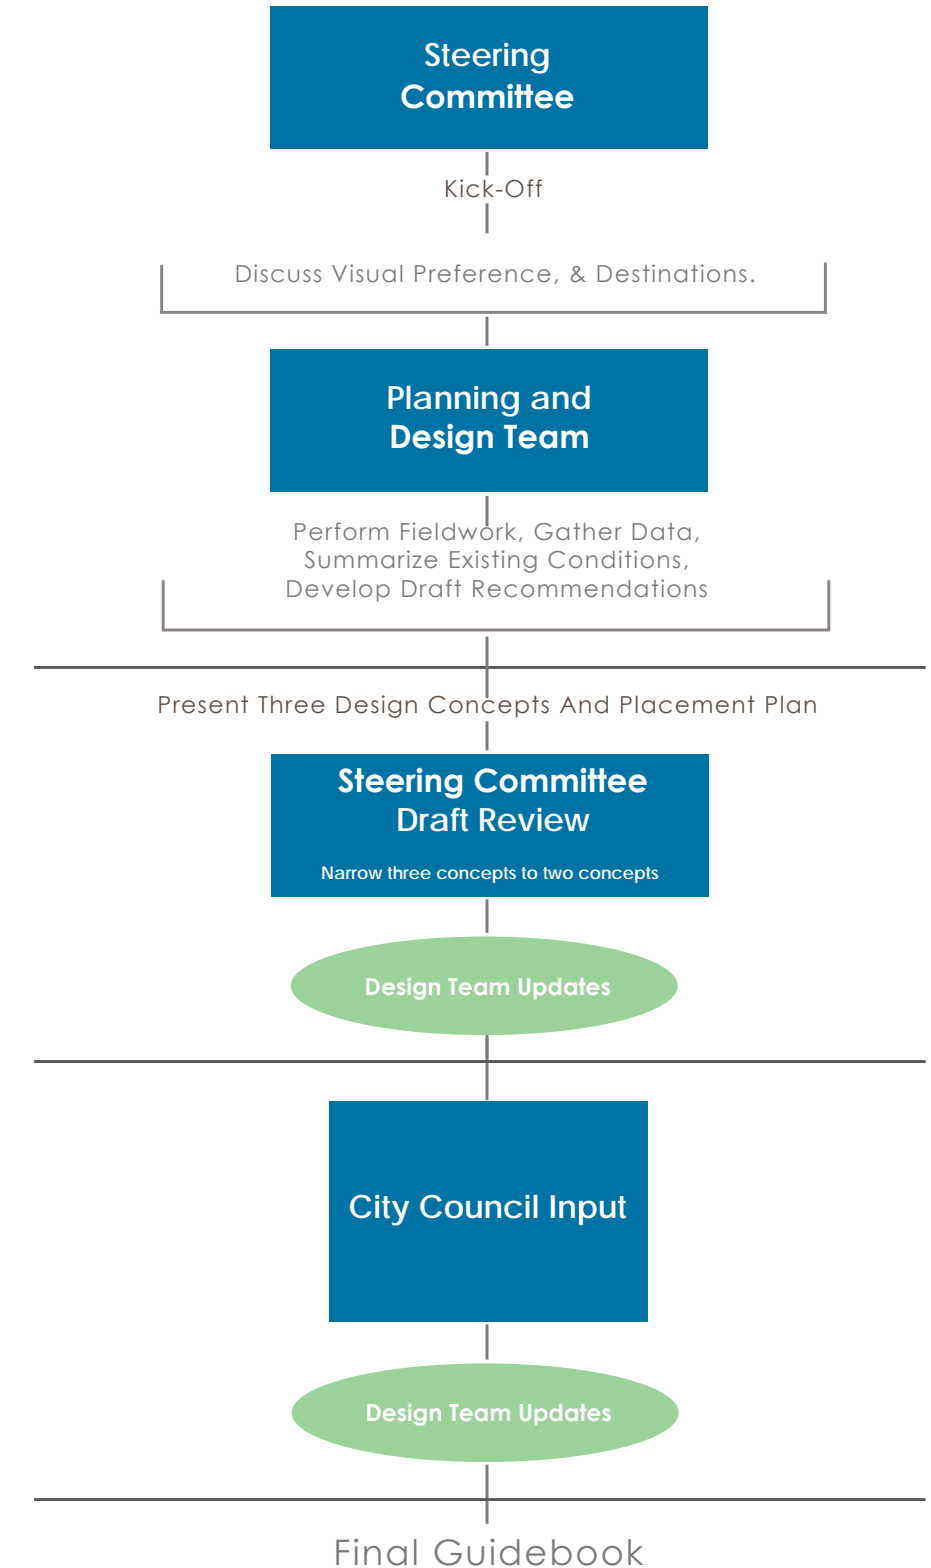 Steering
Committee
Kick-Off
Discuss Visual Preference, & Destinations.
Planning and
Design Team
Perform Fieldwork, Gather Data,
Summarize Existing Conditions,
Develop Draft Recommendations
Present Three Design Concepts And Placement Plan
Steering Committee
Draft Review
Narrow three concepts to two concepts
Design Team Updates
City Council Input
Design Team Updates
Final Guidebook